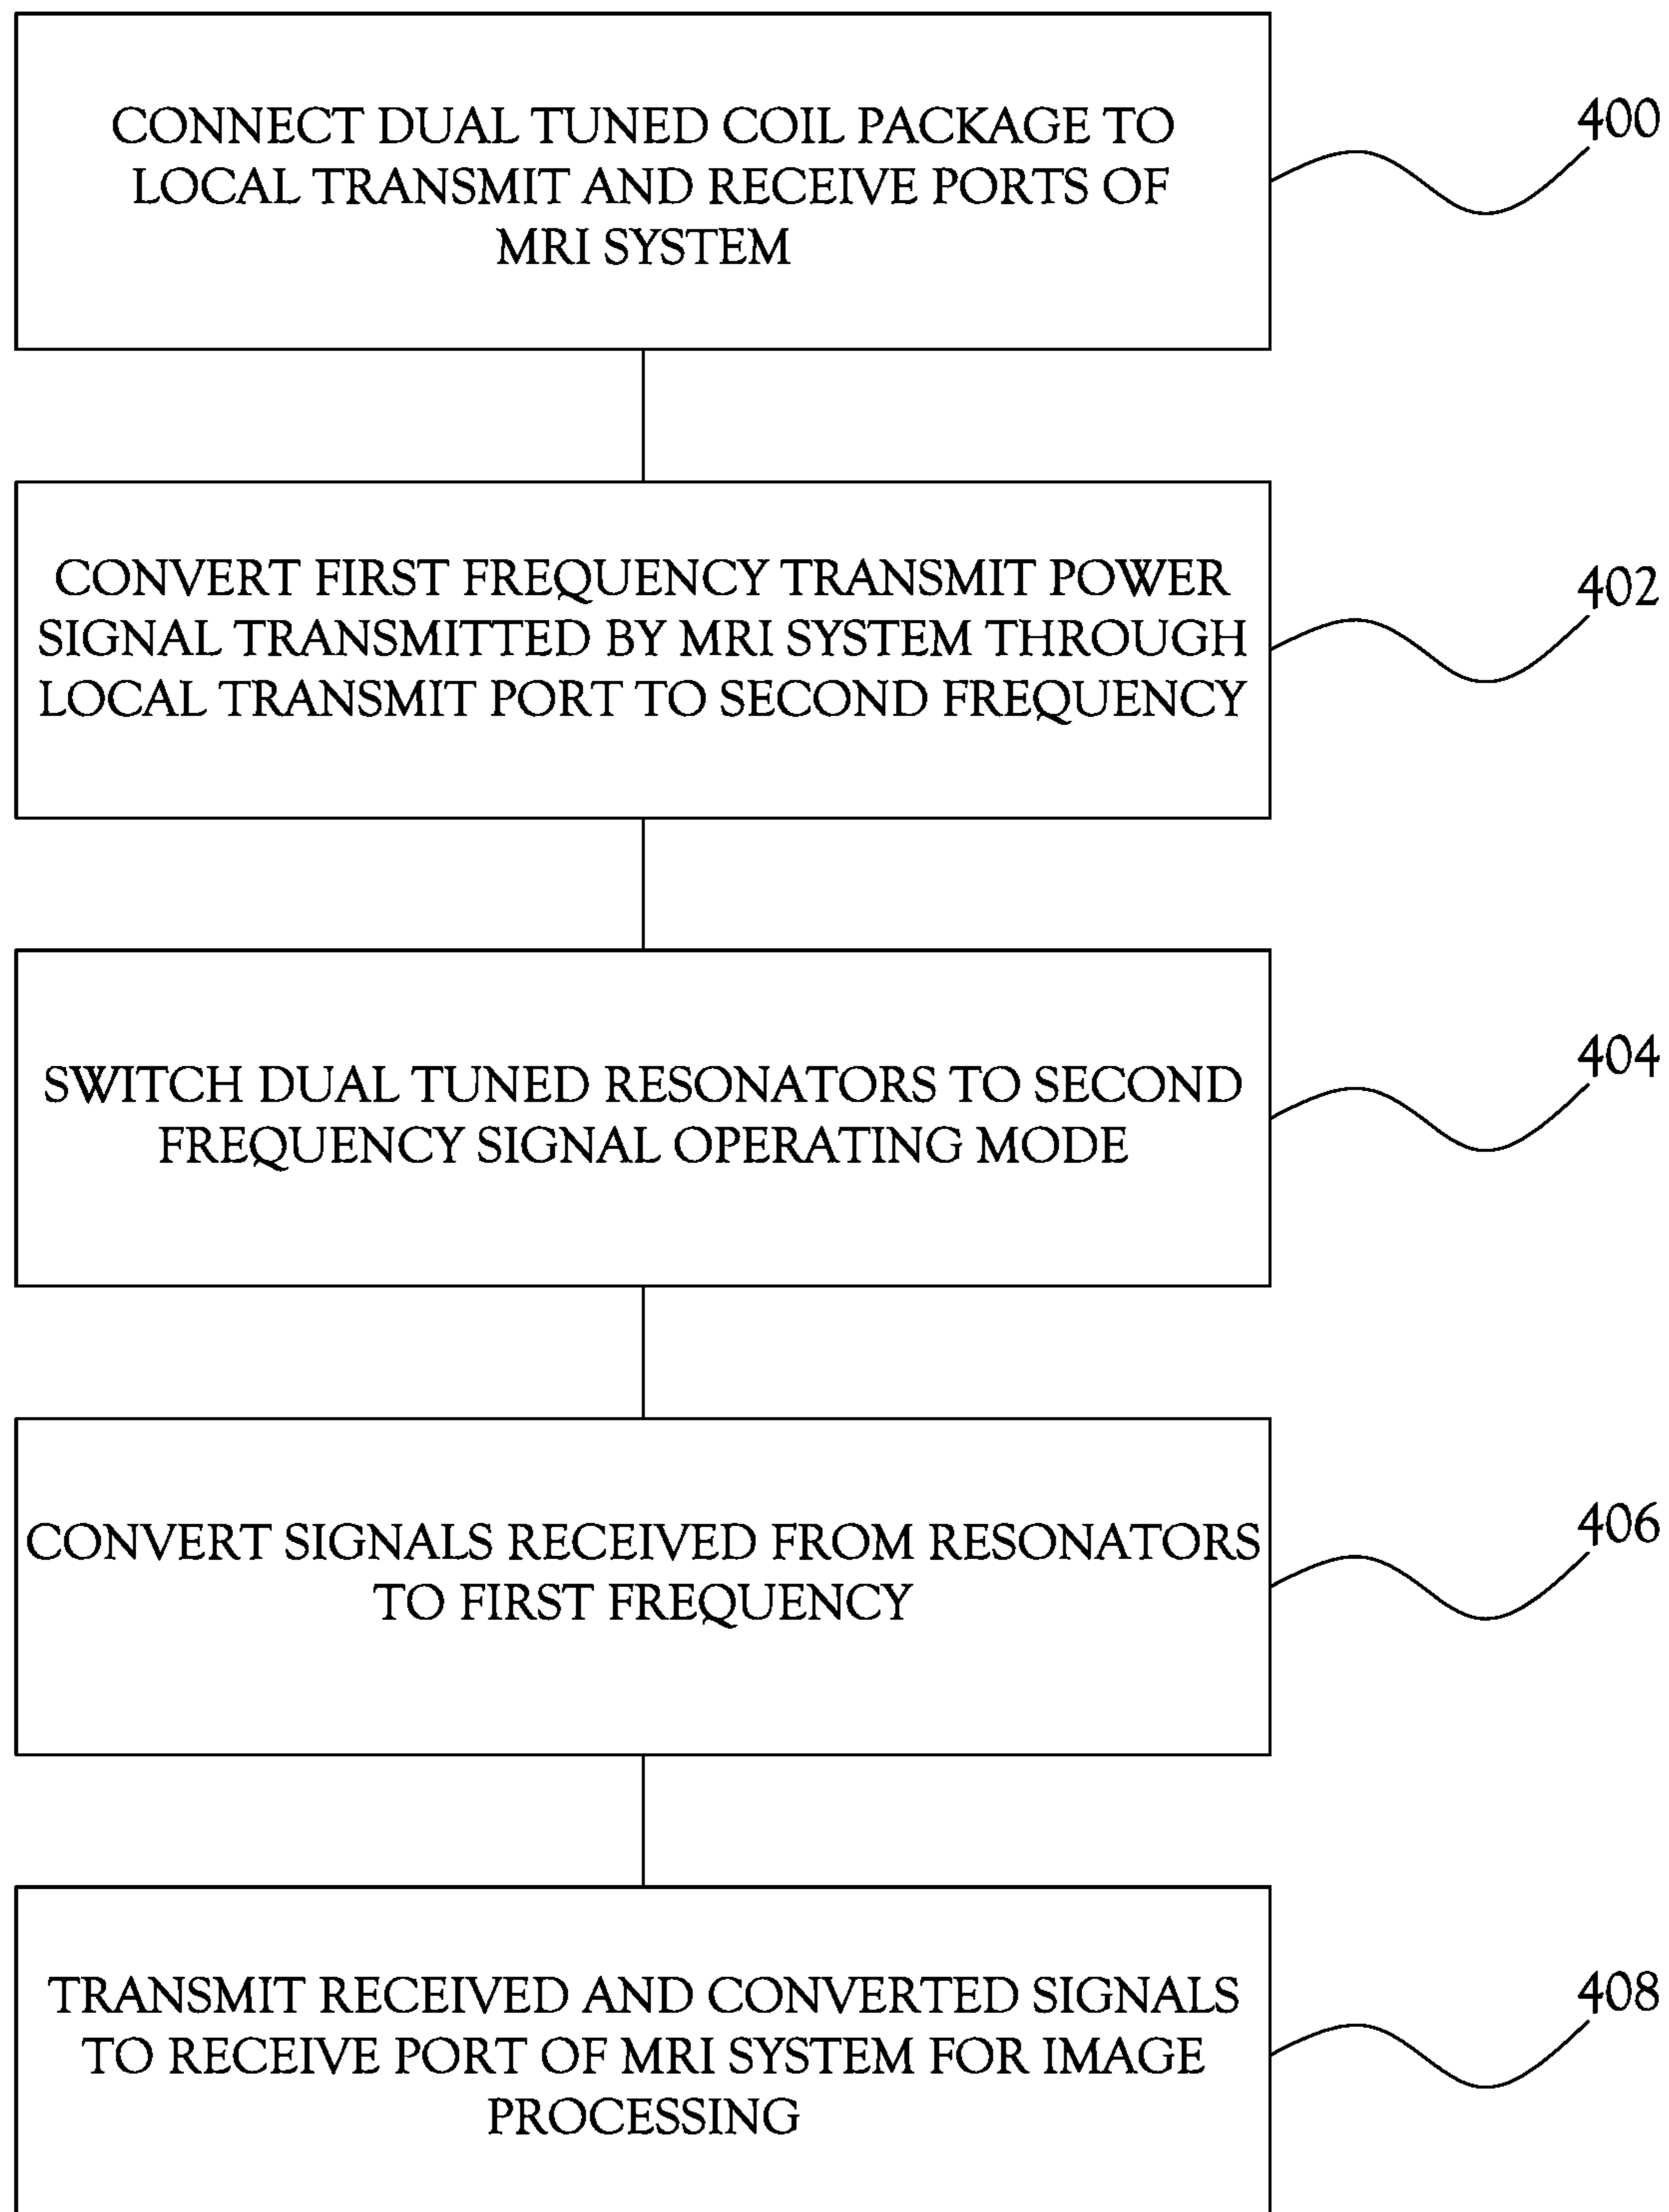 CONNECT DUAL TUNED COIL PACKAGE TO
LOCAL TRANSMIT AND RECEIVE PORTS OF
MRI SYSTEM
400
CONVERT FIRST FREQUENCY TRANSMIT POWER
SIGNAL TRANSMITTED BY MRI SYSTEM THROUGH
LOCAL TRANSMIT PORT TO SECOND FREQUENCY
402
SWITCH DUAL TUNED RESONATORS TO SECOND
FREQUENCY SIGNAL OPERATING MODE
404
CONVERT SIGNALS RECEIVED FROM RESONATORS
TO FIRST FREQUENCY
406
TRANSMIT RECEIVED AND CONVERTED SIGNALS
TO RECEIVE PORT OF MRI SYSTEM FOR IMAGE
PROCESSING
408